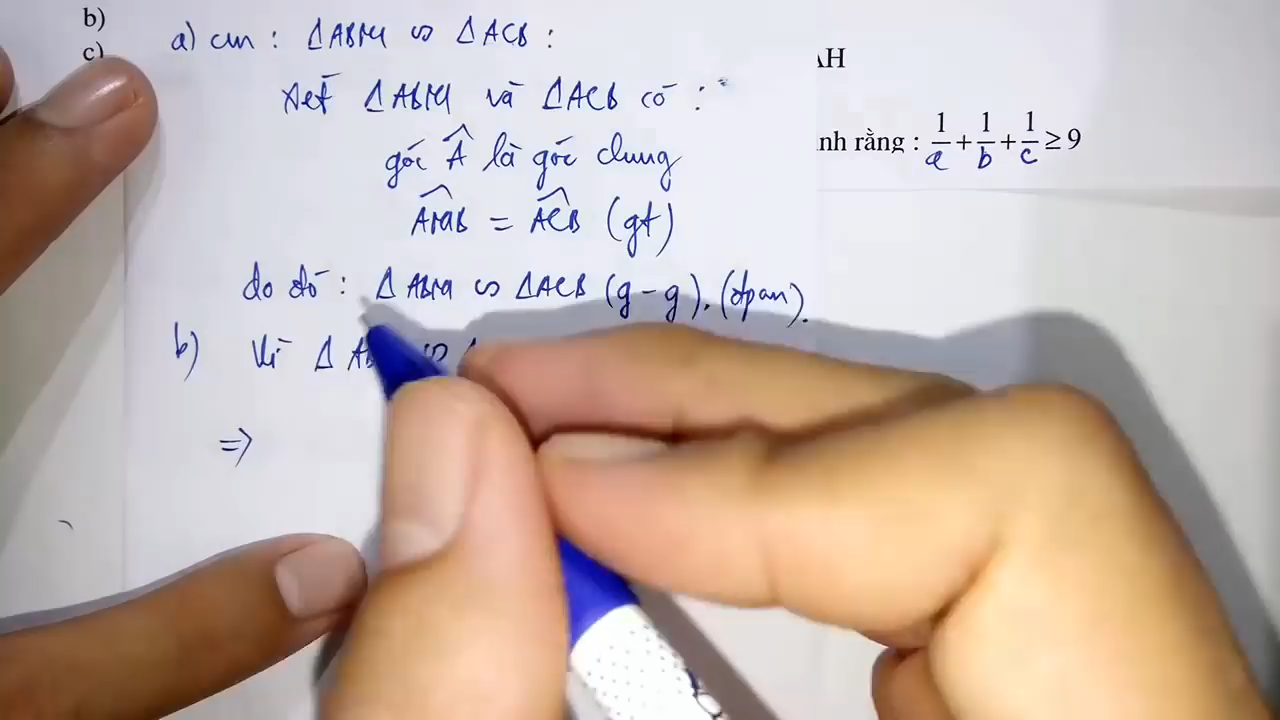 b)
c)
AH
nh rằng : 1/a + 1/b + 1/c ≥ 9
a) cm : ΔABM ∽ ΔACB :
Xét ΔABM và ΔACB có :
góc Â là góc chung
AMB = ACB (gt)
do đó : ΔABM ∽ ΔACB (g-g). (đpcm).
b) Vì Δ AB
=>